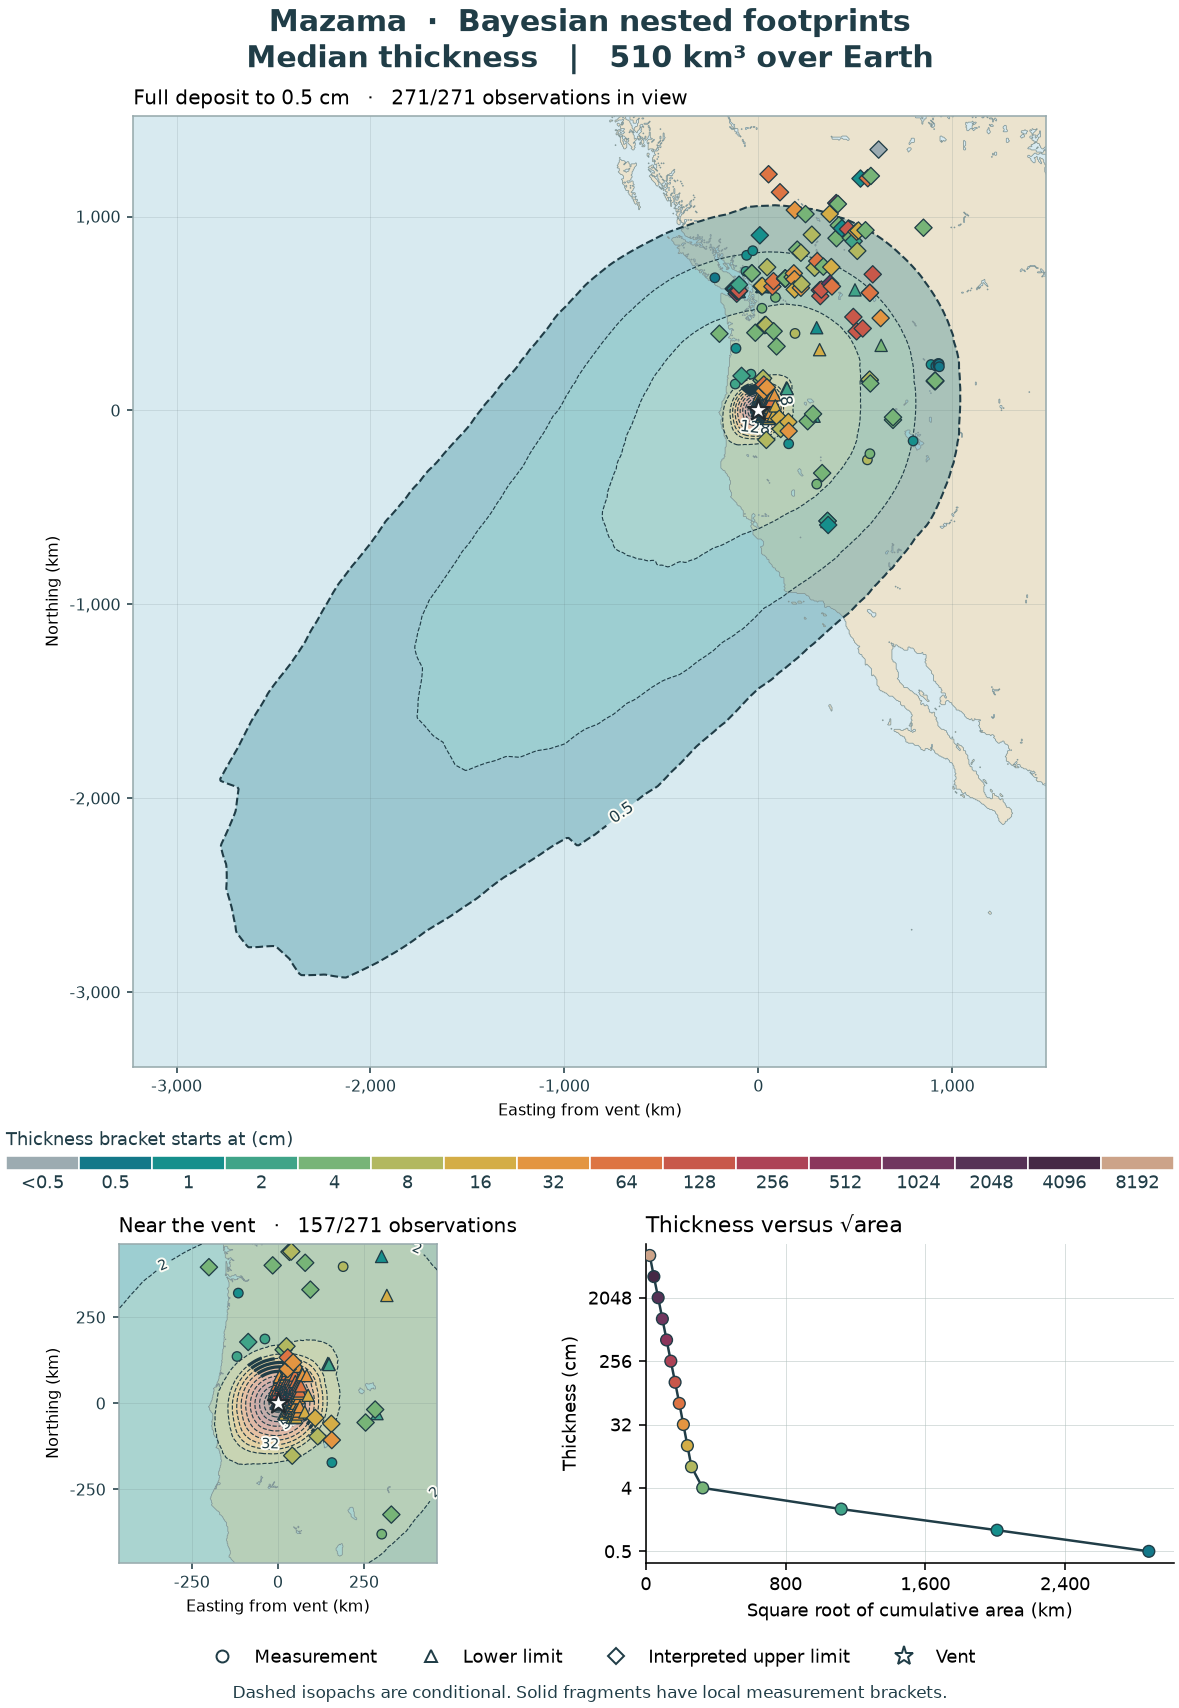 Mazama · Bayesian nested footprints
Median thickness | 510 km³ over Earth
Full deposit to 0.5 cm · 271/271 observations in view
1,000
0
-1,000
-2,000
-3,000
Northing (km)
8
128
0.5
-3,000 -2,000 -1,000 0 1,000
Easting from vent (km)
Thickness bracket starts at (cm)
<0.5 0.5 1 2 4 8 16 32 64 128 256 512 1024 2048 4096 8192
Near the vent · 157/271 observations
250
0
-250
Northing (km)
2
2
2
32
-250 0 250
Easting from vent (km)
Thickness versus √area
2048
256
32
4
0.5
Thickness (cm)
0 800 1,600 2,400
Square root of cumulative area (km)
Measurement Lower limit Interpreted upper limit Vent
Dashed isopachs are conditional. Solid fragments have local measurement brackets.